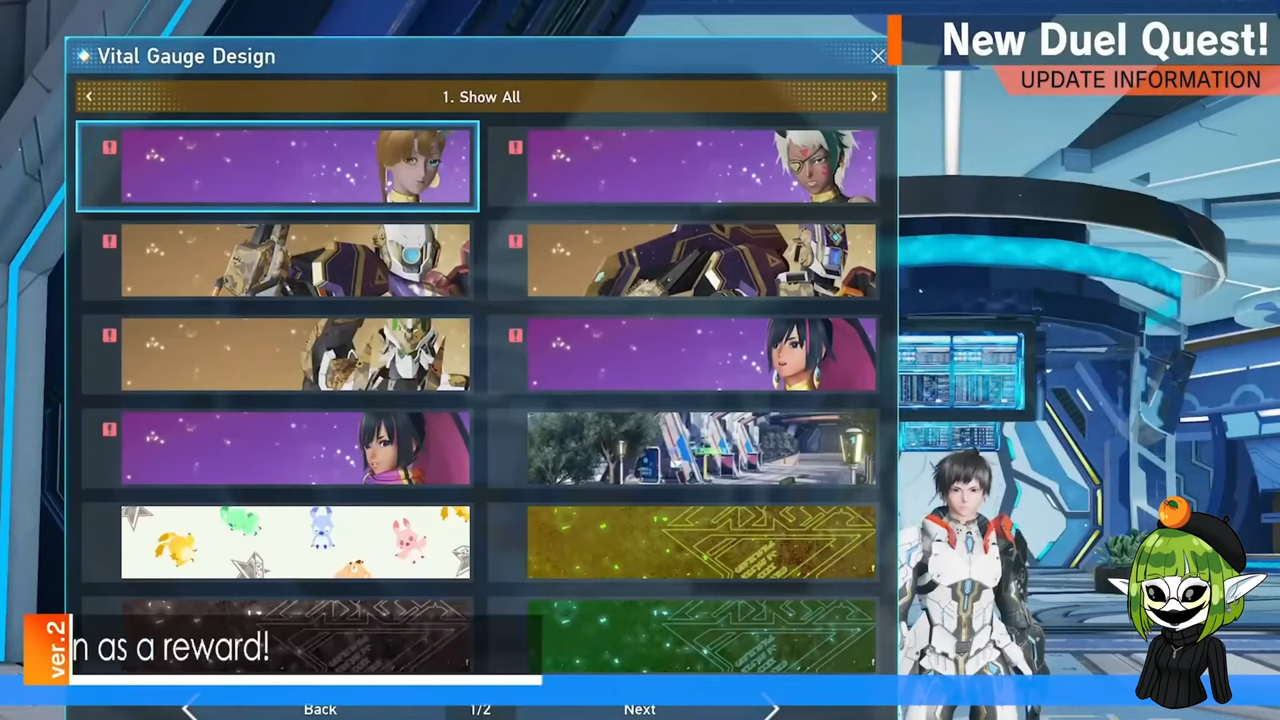 Vital Gauge Design
New Duel Quest!
UPDATE INFORMATION
1. Show All
ver.2
n as a reward!
Back
1/2
Next